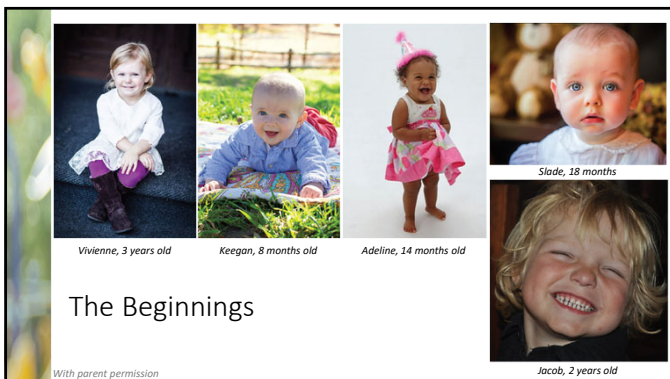 Vivienne, 3 years old
Keegan, 8 months old
Adeline, 14 months old
Slade, 18 months
Jacob, 2 years old
The Beginnings
With parent permission